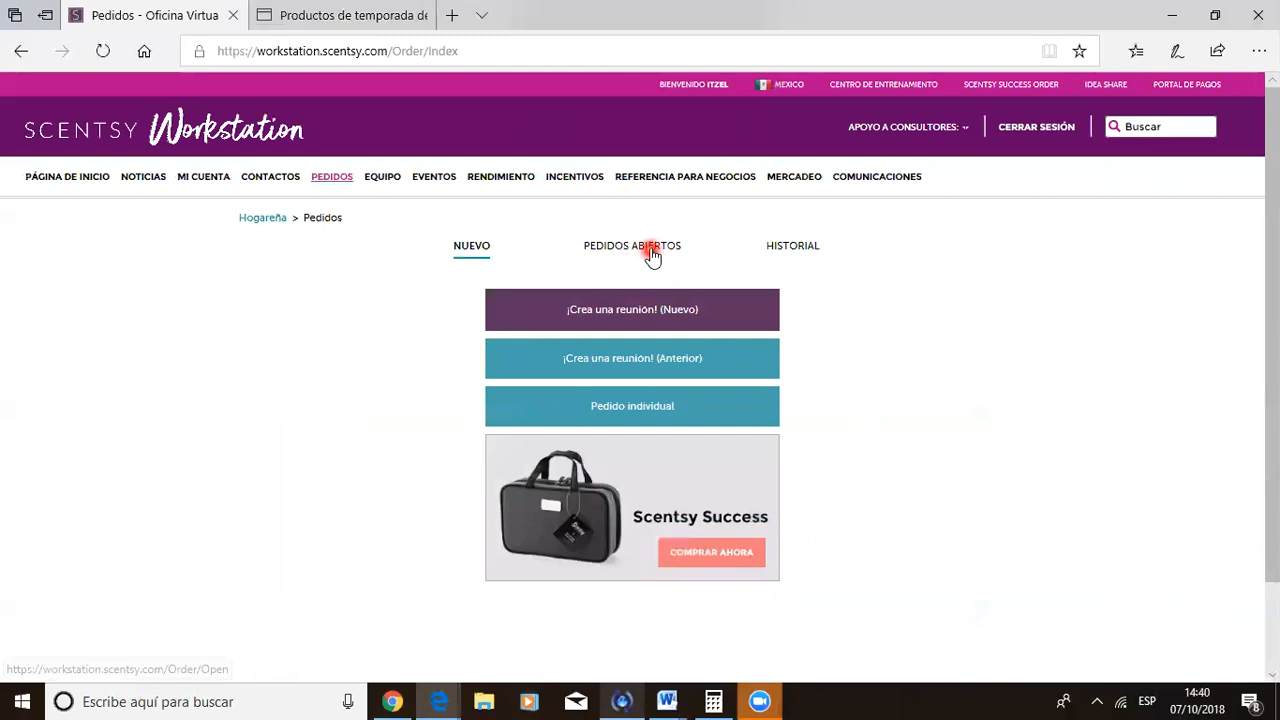 Pedidos - Oficina Virtua
Productos de temporada de
https://workstation.scentsy.com/Order/Index
BIENVENIDO ITZEL
MEXICO
CENTRO DE ENTRENAMIENTO
SCENTSY SUCCESS ORDER
IDEA SHARE
PORTAL DE PAGOS
SCENTSY Workstation
APOYO A CONSULTORES:
CERRAR SESIÓN
Buscar
PÁGINA DE INICIO
NOTICIAS
MI CUENTA
CONTACTOS
PEDIDOS
EQUIPO
EVENTOS
RENDIMIENTO
INCENTIVOS
REFERENCIA PARA NEGOCIOS
MERCADEO
COMUNICACIONES
Hogareña > Pedidos
NUEVO
PEDIDOS ABIERTOS
HISTORIAL
¡Crea una reunión! (Nuevo)
¡Crea una reunión! (Anterior)
Pedido individual
Scentsy Success
COMPRAR AHORA
https://workstation.scentsy.com/Order/Open
Escribe aquí para buscar
ESP
14:40
07/10/2018
8